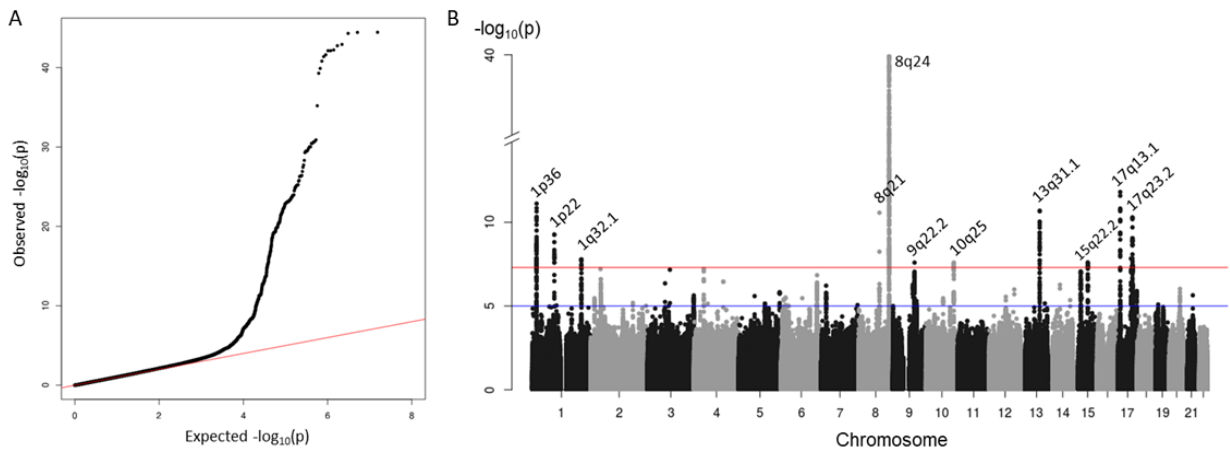 A
Observed -log10(p)
40
30
20
10
0
0 2 4 6 8
Expected -log10(p)
B
-log10(p)
40
10
5
0
1p36
1p22
1q32.1
8q21
8q24
9q22.2
10q25
13q31.1
15q22.2
17q13.1
17q23.2
1 2 3 4 5 6 7 8 9 10 11 12 13 14 15 17 19 21
Chromosome